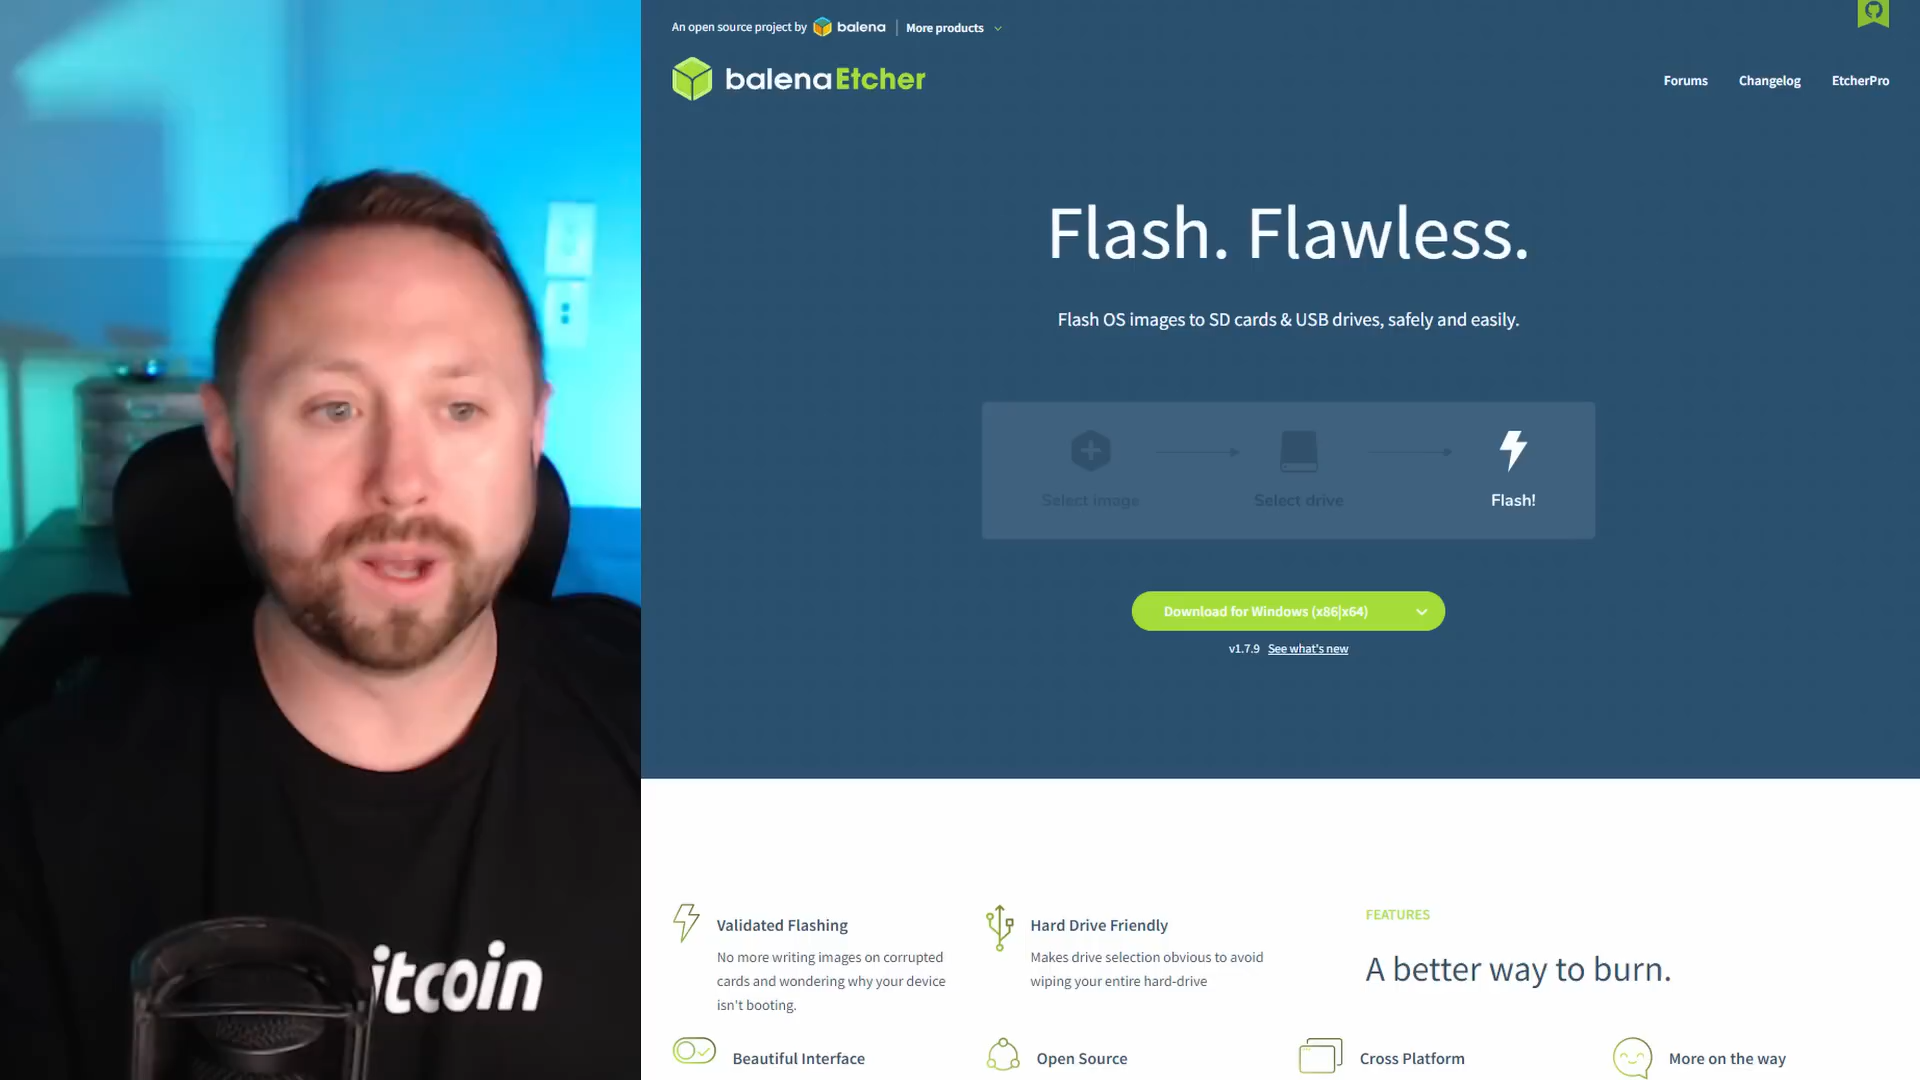 An open source project by balena More products
balenaEtcher
Forums Changelog EtcherPro
Flash. Flawless.
Flash OS images to SD cards & USB drives, safely and easily.
Select image Select drive Flash!
Download for Windows (x86|x64)
v1.7.9 See what's new
Validated Flashing
No more writing images on corrupted
cards and wondering why your device
isn't booting.
Hard Drive Friendly
Makes drive selection obvious to avoid
wiping your entire hard-drive
FEATURES
A better way to burn.
Beautiful Interface
Open Source
Cross Platform
More on the way
itcoin